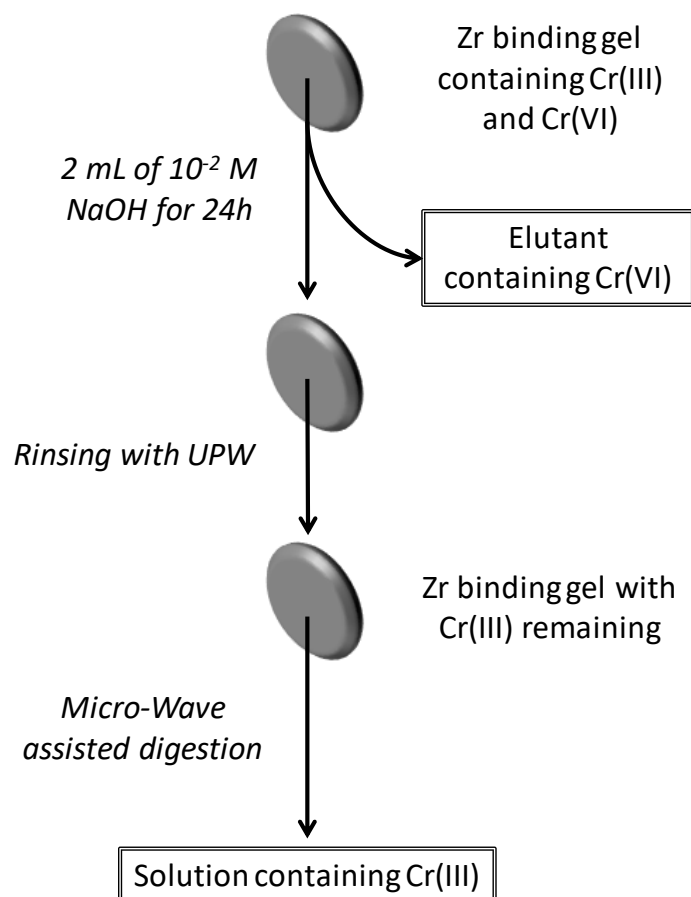 Zr binding gel
containing Cr(III)
and Cr(VI)
2 mL of 10⁻² M
NaOH for 24h
Elutant
containing Cr(VI)
Rinsing with UPW
Zr binding gel with
Cr(III) remaining
Micro-Wave
assisted digestion
Solution containing Cr(III)